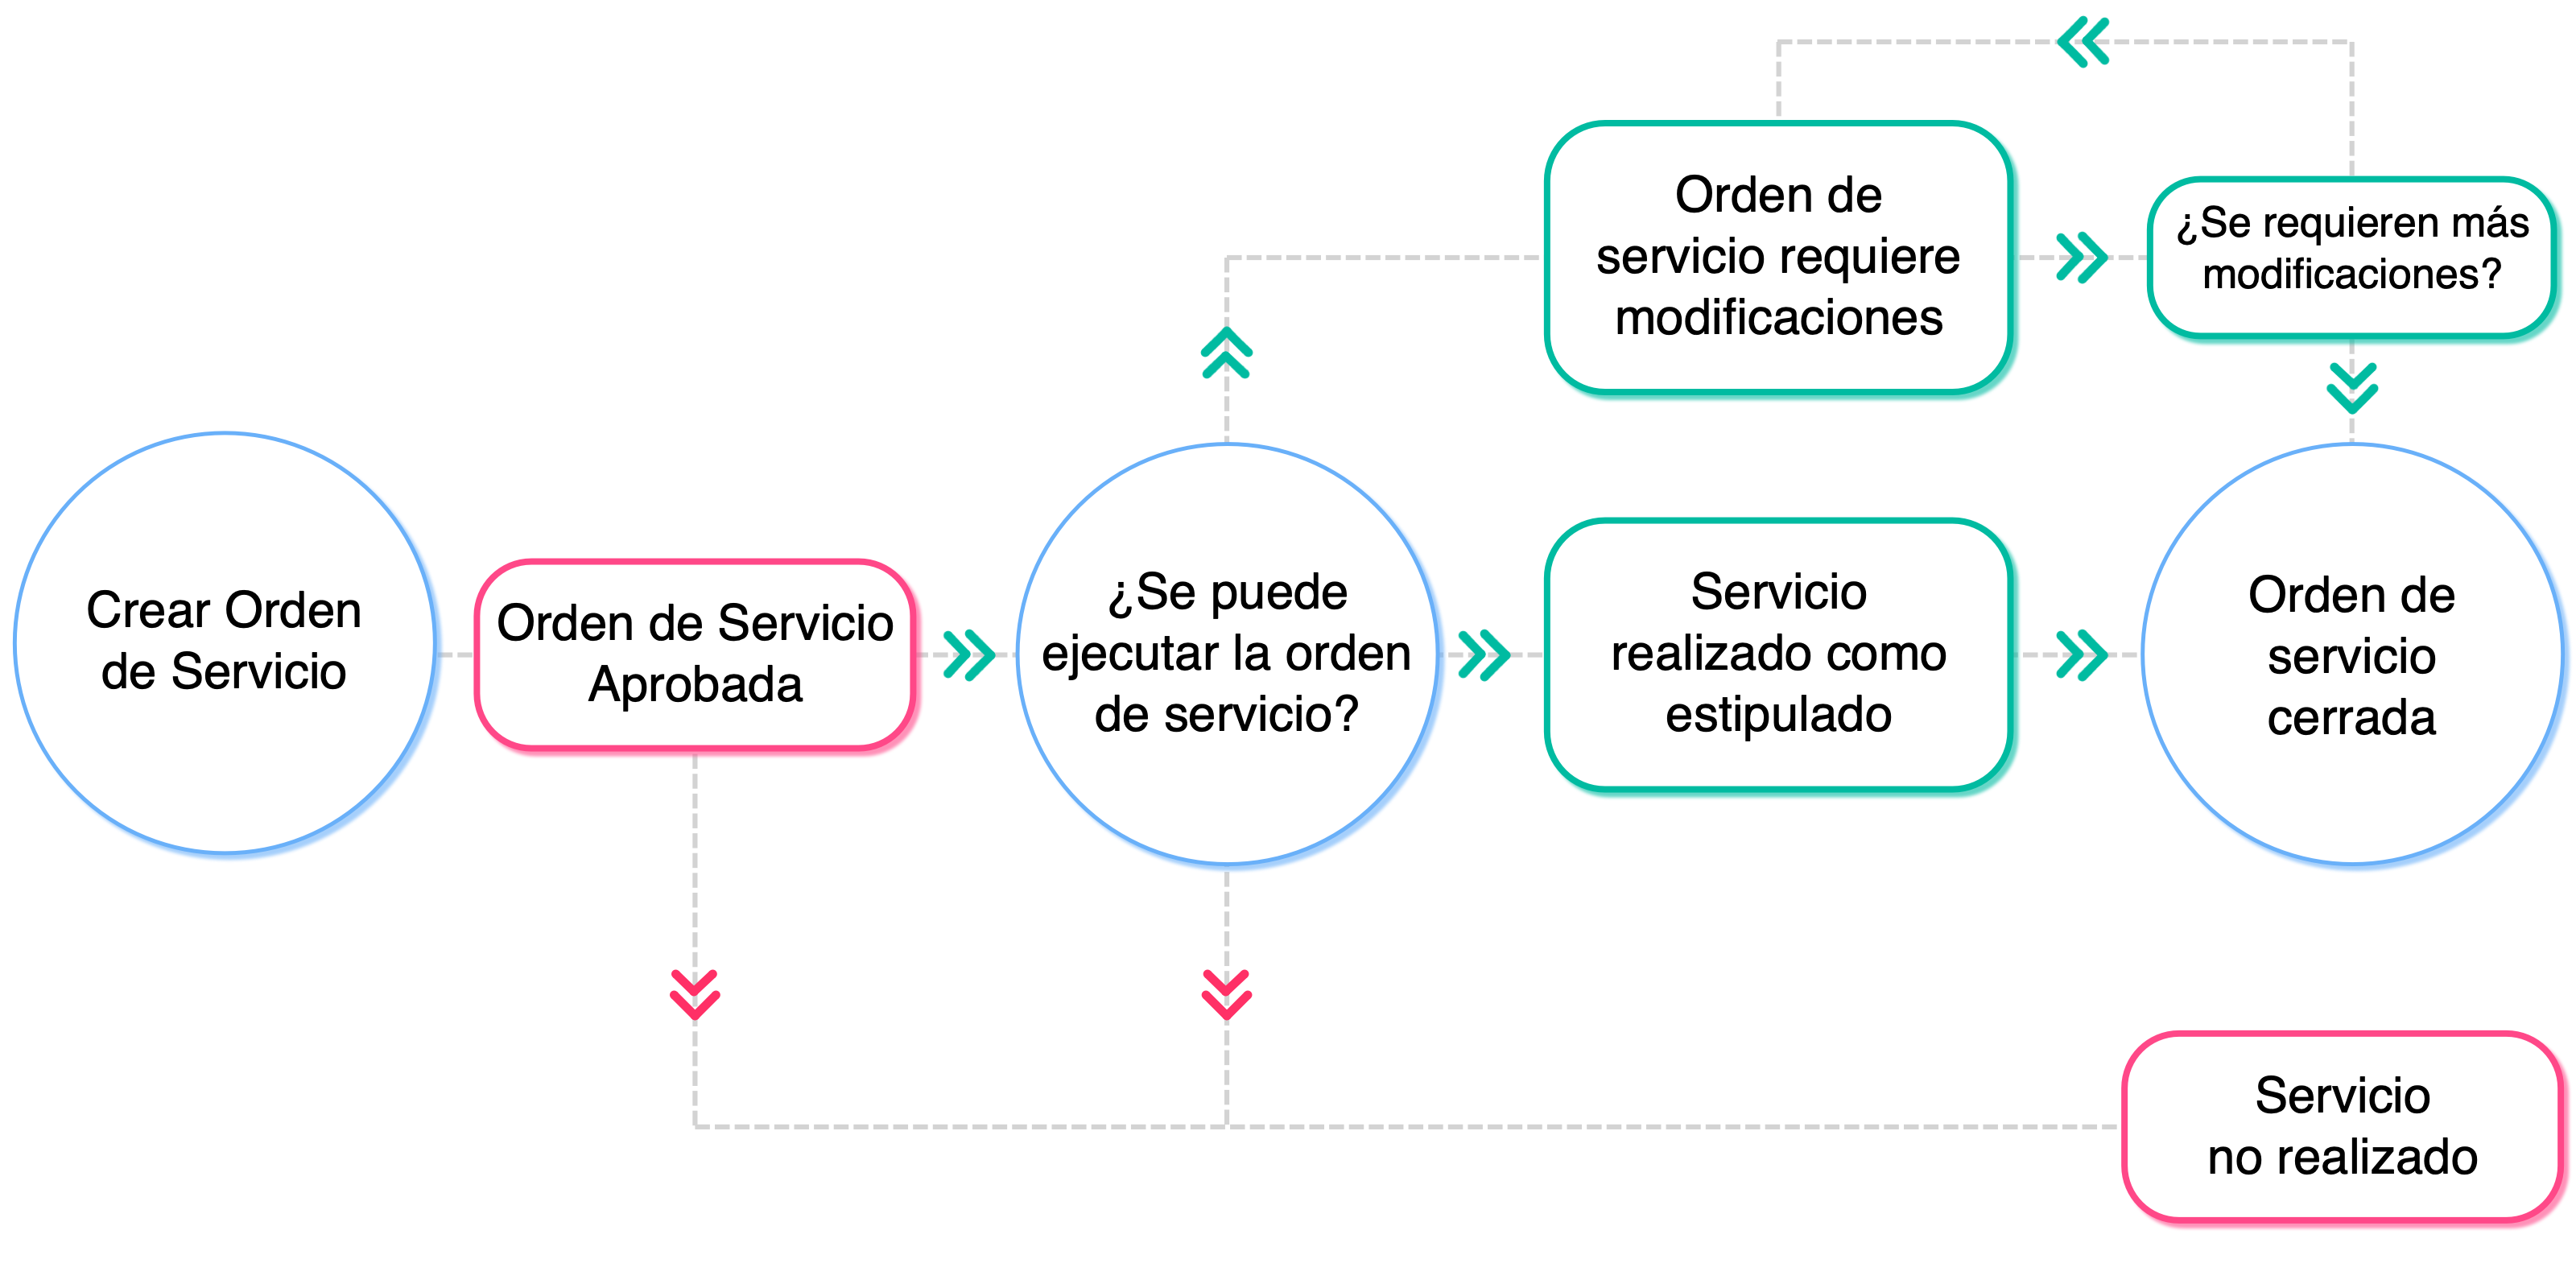 Crear Orden
de Servicio
Orden de Servicio
Aprobada
¿Se puede
ejecutar la orden
de servicio?
Orden de
servicio requiere
modificaciones
¿Se requieren más
modificaciones?
Servicio
realizado como
estipulado
Orden de
servicio
cerrada
Servicio
no realizado